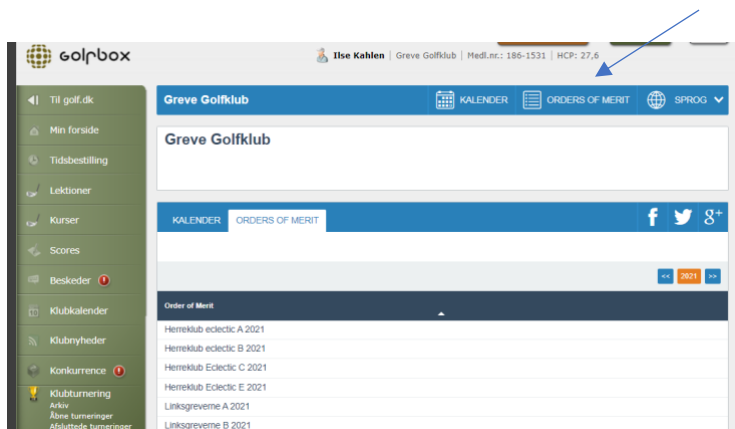 GOLFBOX
Ilse Kahlen | Greve Golfklub | Medl.nr.: 186-1531 | HCP: 27,6
Til golf.dk
Min forside
Tidsbestilling
Lektioner
Kurser
Scores
Beskeder
Klubkalender
Klubnyheder
Konkurrence
Klubturnering
Arkiv
Åbne turneringer
Afsluttede turneringer
Greve Golfklub
KALENDER
ORDERS OF MERIT
SPROG
Greve Golfklub
KALENDER
ORDERS OF MERIT
f
g+
<< 2021 >>
Order of Merit
Herreklub eclectic A 2021
Herreklub eclectic B 2021
Herreklub Eclectic C 2021
Herreklub Eclectic E 2021
Linksgreverne A 2021
Linksgreverne B 2021